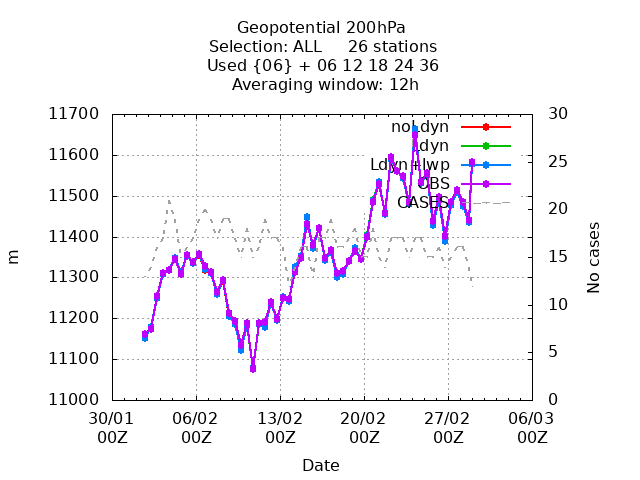 Geopotential 200hPa
Selection: ALL 26 stations
Used {06} + 06 12 18 24 36
Averaging window: 12h
11700
11600
11500
11400
11300
11200
11100
11000
m
30
25
20
15
10
5
0
No cases
noLdyn
Ldyn
Ldyn+lwp
OBS
CASES
30/01 06/02 13/02 20/02 27/02 06/03
00Z 00Z 00Z 00Z 00Z 00Z
Date